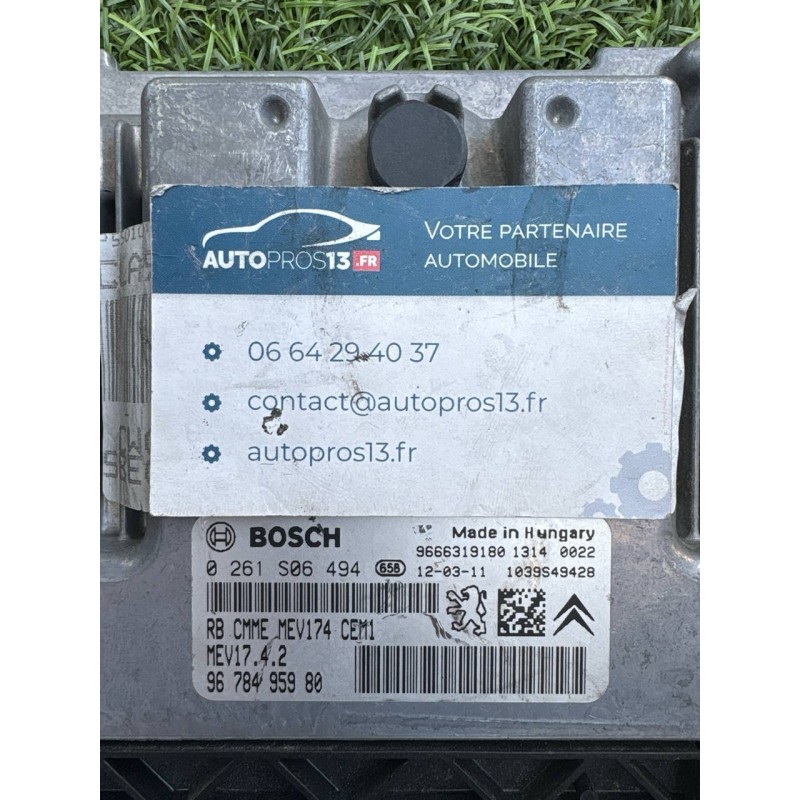 AUTOPROS13.FR
VOTRE PARTENAIRE
AUTOMOBILE
06 64 29 40 37
contact@autopros13.fr
autopros13.fr
BOSCH
Made in Hungary
9666319180 1314 0022
0 261 S06 494 658 12-03-11 1039S49428
RB CMME MEV174 CEM1
MEV17.4.2
96 784 959 80